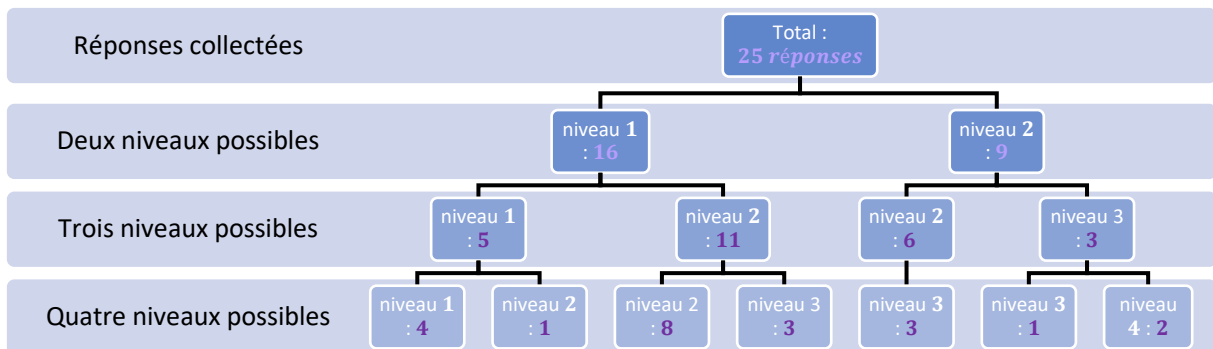 Réponses collectées
Total :
25 réponses
Deux niveaux possibles
niveau 1
: 16
niveau 2
: 9
Trois niveaux possibles
niveau 1
: 5
niveau 2
: 11
niveau 2
: 6
niveau 3
: 3
Quatre niveaux possibles
niveau 1
: 4
niveau 2
: 1
niveau 2
: 8
niveau 3
: 3
niveau 3
: 3
niveau 3
: 1
niveau
4 : 2